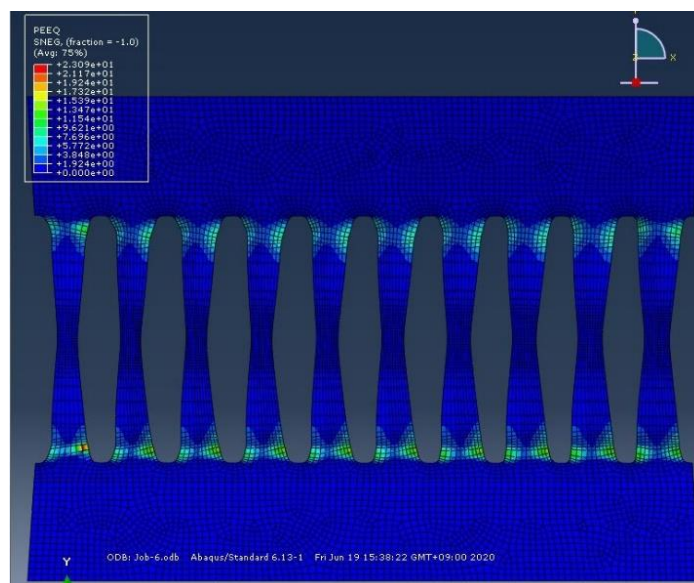 PEEQ
SNEG, (fraction = -1.0)
(Avg: 75%)
+2.309e+01
+2.117e+01
+1.924e+01
+1.732e+01
+1.539e+01
+1.347e+01
+1.154e+01
+9.621e+00
+7.696e+00
+5.772e+00
+3.848e+00
+1.924e+00
+0.000e+00
Z
X
Y
ODB: Job-6.odb Abaqus/Standard 6.13-1 Fri Jun 19 15:38:22 GMT+09:00 2020